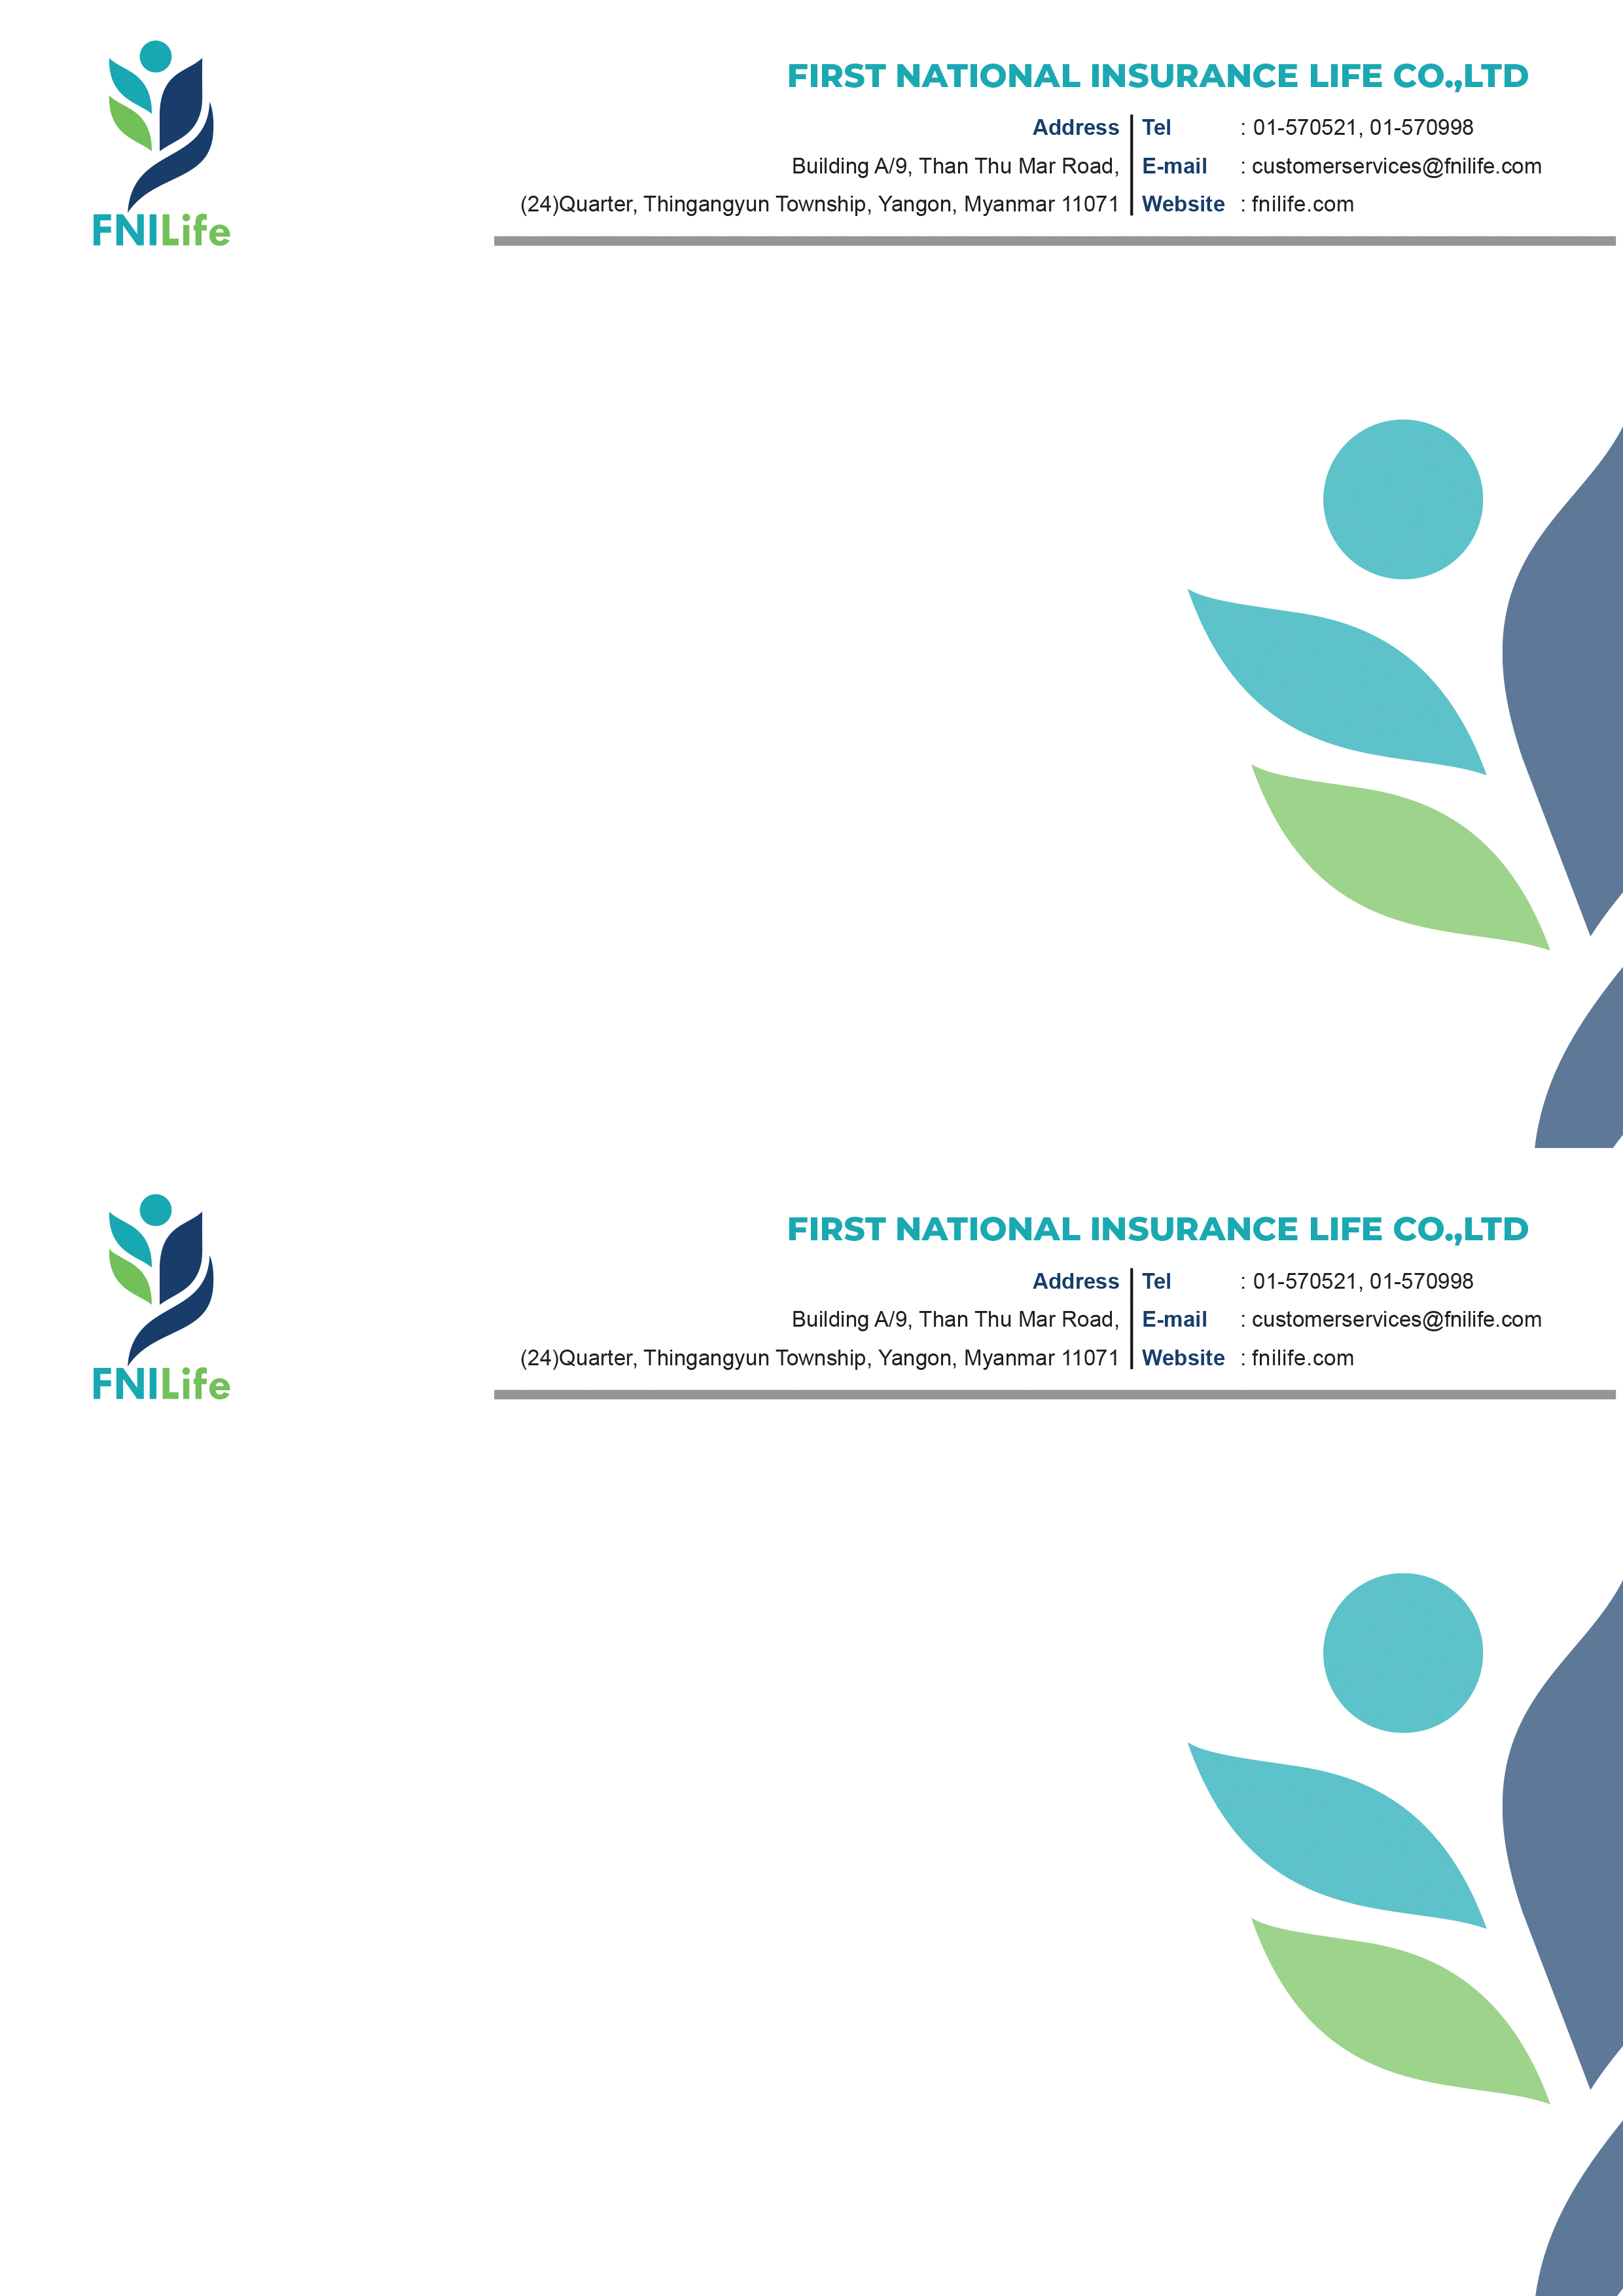 FIRST NATIONAL INSURANCE LIFE CO.,LTD
Address
Building A/9, Than Thu Mar Road,
(24)Quarter, Thingangyun Township, Yangon, Myanmar 11071
Tel : 01-570521, 01-570998
E-mail : customerservices@fnilife.com
Website : fnilife.com
FNILife
FIRST NATIONAL INSURANCE LIFE CO.,LTD
Address
Building A/9, Than Thu Mar Road,
(24)Quarter, Thingangyun Township, Yangon, Myanmar 11071
Tel : 01-570521, 01-570998
E-mail : customerservices@fnilife.com
Website : fnilife.com
FNILife